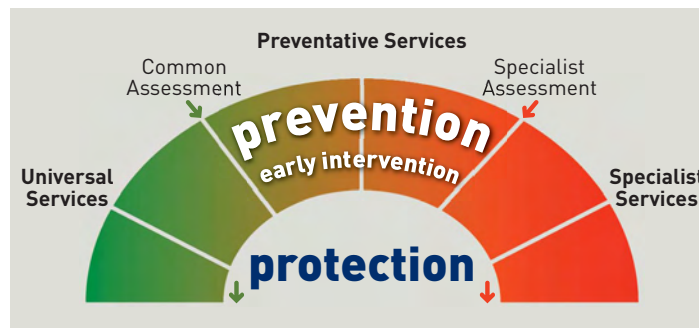 Preventative Services
Common
Assessment
Specialist
Assessment
prevention
early intervention
Universal
Services
Specialist
Services
protection